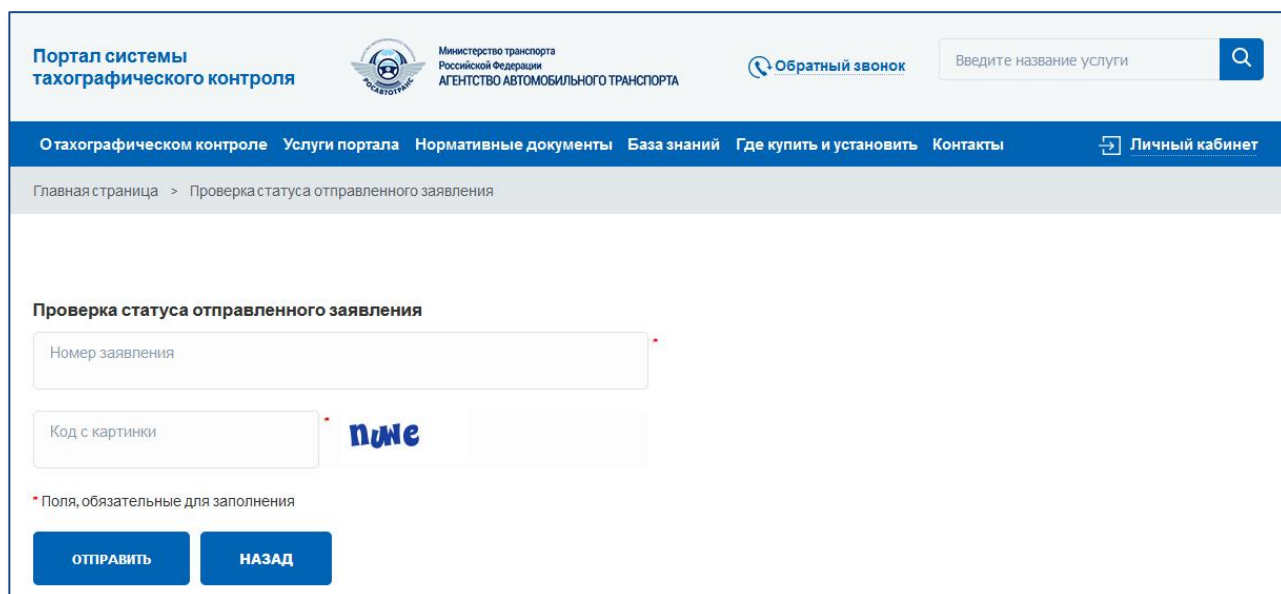 Портал системы
тахографического контроля
РОСАВТОТРАНС
Министерство транспорта
Российской Федерации
АГЕНТСТВО АВТОМОБИЛЬНОГО ТРАНСПОРТА
Обратный звонок
Введите название услуги
О тахографическом контроле Услуги портала Нормативные документы База знаний Где купить и установить Контакты Личный кабинет
Главная страница > Проверка статуса отправленного заявления
Проверка статуса отправленного заявления
Номер заявления *
Код с картинки *
* Поля, обязательные для заполнения
ОТПРАВИТЬ НАЗАД